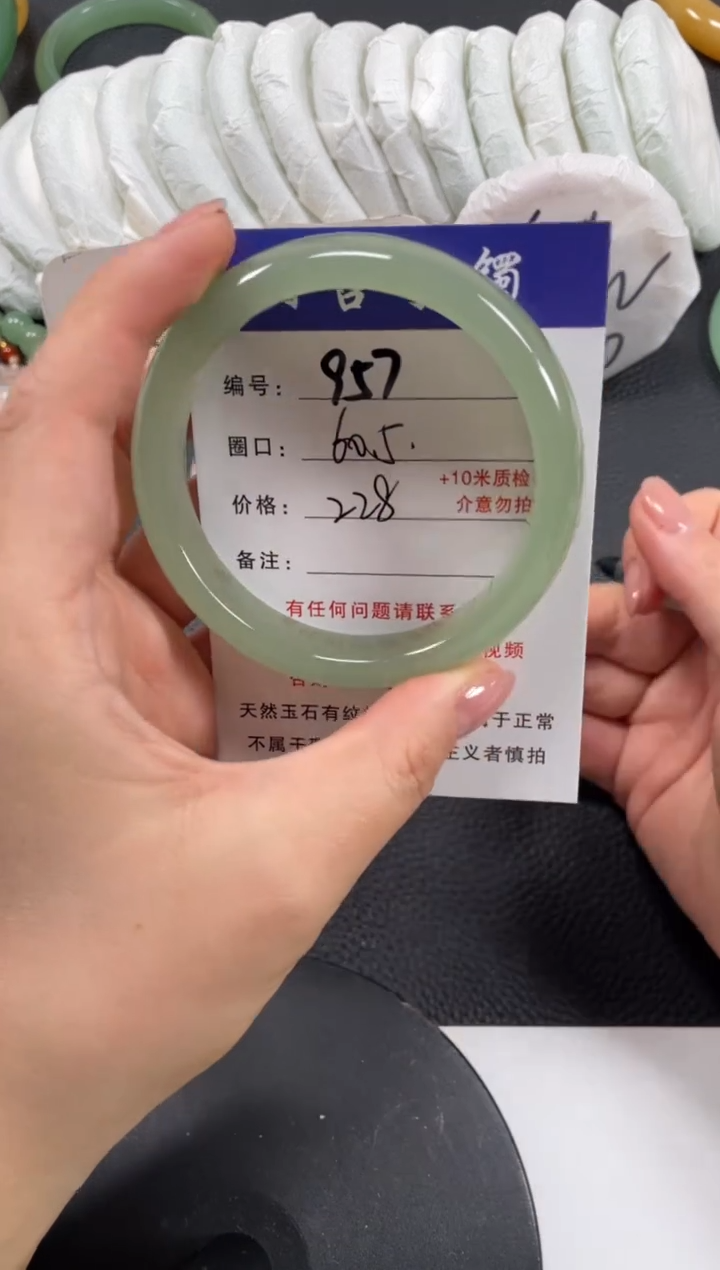 镯
编号: 957
圈口: 60.5.
价格: 228
+10米质检
介意勿拍
备注:
有任何问题请联系
视频
天然玉石有纹 于正常
不属于 主义者慎拍